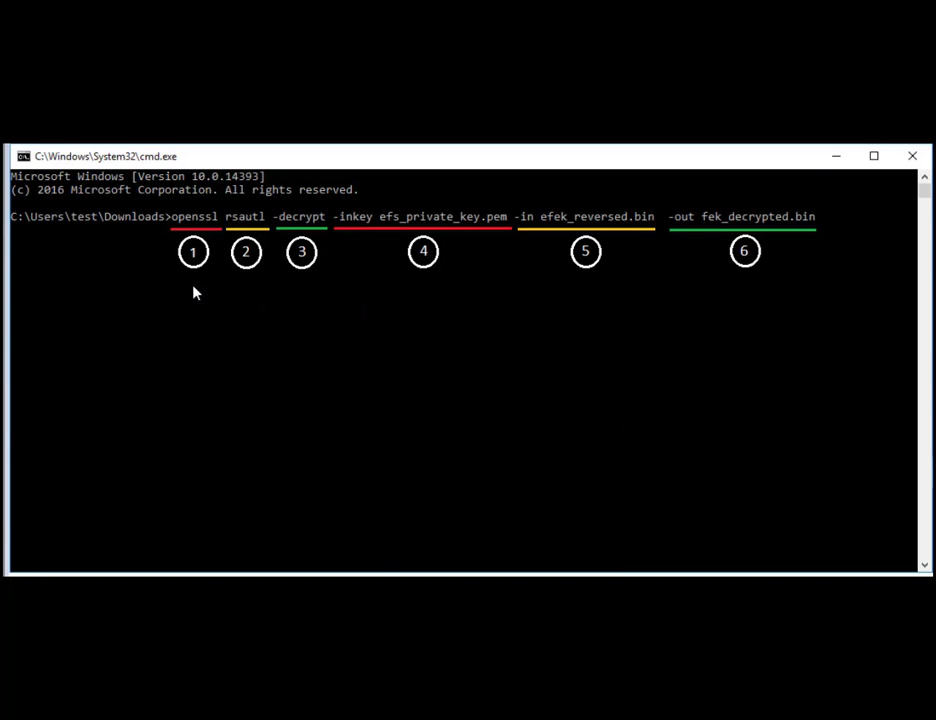 C:\Windows\System32\cmd.exe
Microsoft Windows [Version 10.0.14393]
(c) 2016 Microsoft Corporation. All rights reserved.
C:\Users\test\Downloads>openssl rsautl -decrypt -inkey efs_private_key.pem -in efek_reversed.bin -out fek_decrypted.bin
1 2 3 4 5 6